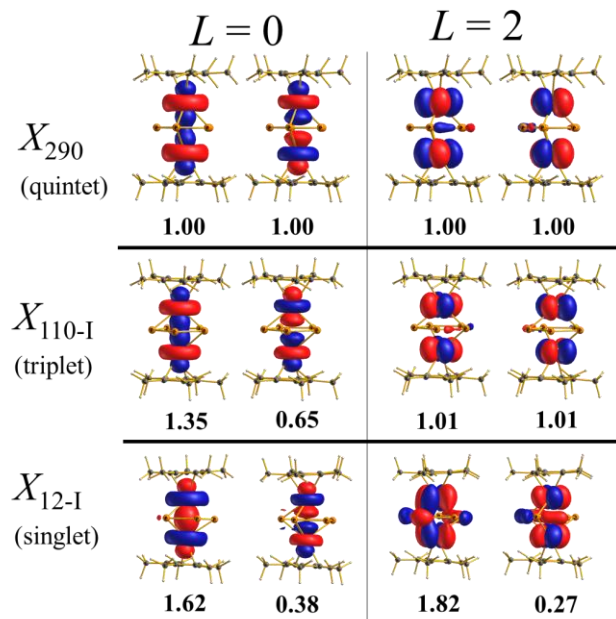 L = 0 L = 2
X290
(quintet)
1.00 1.00 1.00 1.00
X110-I
(triplet)
1.35 0.65 1.01 1.01
X12-I
(singlet)
1.62 0.38 1.82 0.27